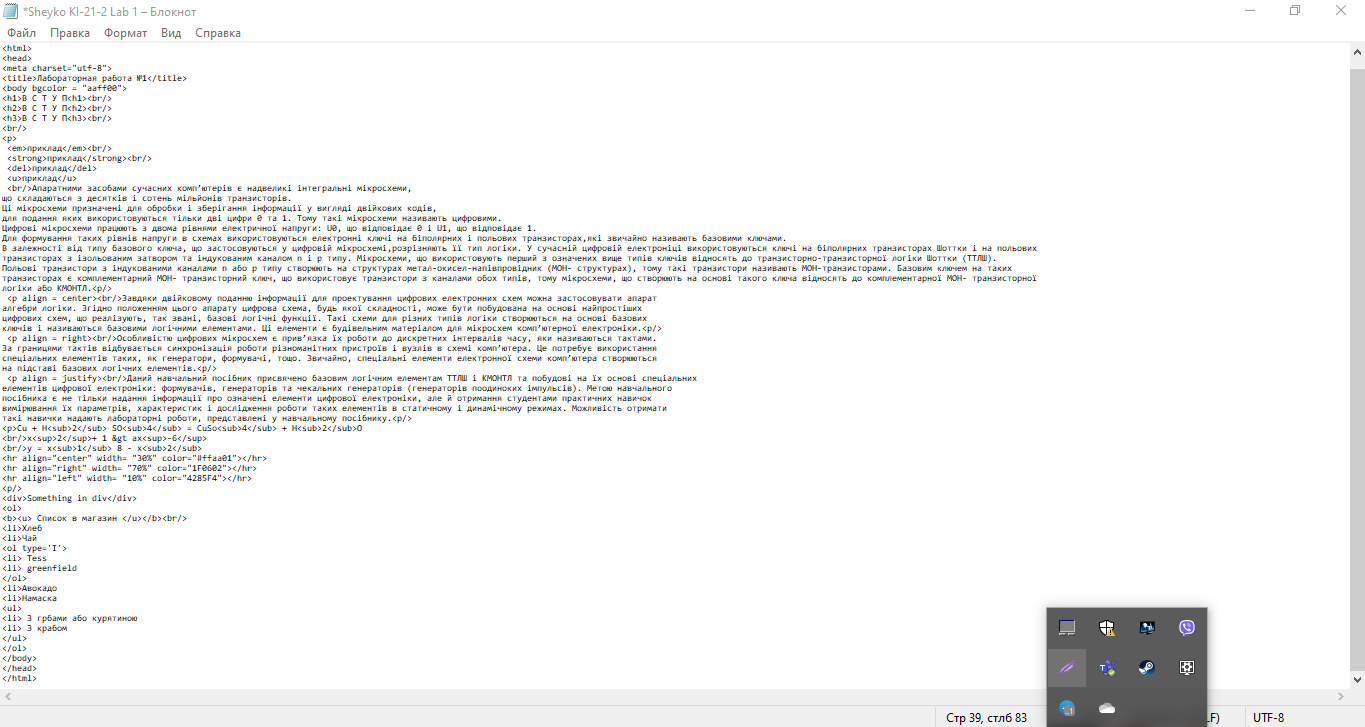 *Sheyko KI-21-2 Lab 1 – Блокнот
Файл Правка Формат Вид Справка
<html>
<head>
<meta charset="utf-8">
<title>Лабораторная работа №1</title>
<body bgcolor = "aaff00">
<h1>В С Т У П<h1><br/>
<h2>В С Т У П<h2><br/>
<h3>В С Т У П<h3><br/>
<br/>
<p>
<em>приклад</em><br/>
<strong>приклад</strong><br/>
<del>приклад</del>
<u>приклад</u>
<br/>Апаратними засобами сучасних комп’ютерів є надвеликі інтегральні мікросхеми,
що складаються з десятків і сотень мільйонів транзисторів.
Ці мікросхеми призначені для обробки і зберігання інформації у вигляді двійкових кодів,
для подання яких використовуються тільки дві цифри 0 та 1. Тому такі мікросхеми називають цифровими.
Цифрові мікросхеми працюють з двома рівнями електричної напруги: U0, що відповідає 0 і U1, що відповідає 1.
Для формування таких рівнів напруги в схемах використовуються електронні ключі на біполярних і польових транзисторах,які звичайно називають базовими ключами.
В залежності від типу базового ключа, що застосовуються у цифровій мікросхемі,розрізняють її тип логіки. У сучасній цифровій електроніці використовуються ключі на біполярних транзисторах Шоттки і на польових
транзисторах з ізольованим затвором та індукованим каналом n і p типу. Мікросхеми, що використовують перший з означених вище типів ключів відносять до транзисторно-транзисторної логіки Шоттки (ТТЛШ).
Польові транзистори з індукованими каналами n або p типу створюють на структурах метал-окисел-напівпровідник (МОН- структурах), тому такі транзистори називають МОН-транзисторами. Базовим ключем на таких
транзисторах є комплементарний МОН- транзисторний ключ, що використовує транзистори з каналами обох типів, тому мікросхеми, що створюють на основі такого ключа відносять до комплементарної МОН- транзисторної
логіки або КМОНТЛ.<p/>
<p align = center><br/>Завдяки двійковому поданню інформації для проектування цифрових електронних схем можна застосовувати апарат
алгебри логіки. Згідно положенням цього апарату цифрова схема, будь якої складності, може бути побудована на основі найпростіших
цифрових схем, що реалізують, так звані, базові логічні функції. Такі схеми для різних типів логіки створюються на основі базових
ключів і називаються базовими логічними елементами. Ці елементи є будівельним матеріалом для мікросхем комп’ютерної електроніки.<p/>
<p align = right><br/>Особливістю цифрових мікросхем є прив’язка їх роботи до дискретних інтервалів часу, яки називаються тактами.
За границями тактів відбувається синхронізація роботи різноманітних пристроїв і вузлів в схемі комп’ютера. Це потребує використання
спеціальних елементів таких, як генератори, формувачі, тощо. Звичайно, спеціальні елементи електронної схеми комп’ютера створюються
на підставі базових логічних елементів.<p/>
<p align = justify><br/>Даний навчальний посібник присвячено базовим логічним елементам ТТЛШ і КМОНТЛ та побудові на їх основі спеціальних
елементів цифрової електроніки: формувачів, генераторів та чекальних генераторів (генераторів поодиноких імпульсів). Метою навчального
посібника є не тільки надання інформації про означені елементи цифрової електроніки, але й отримання студентами практичних навичок
вимірювання їх параметрів, характеристик і дослідження роботи таких елементів в статичному і динамічному режимах. Можливість отримати
такі навички надають лабораторні роботи, представлені у навчальному посібнику.<p/>
<p>Cu + H<sub>2</sub> SO<sub>4</sub> = CuSo<sub>4</sub> + H<sub>2</sub>O
<br/>x<sup>2</sup>+ 1 &gt ax<sup>-6</sup>
<br/>y = x<sub>1</sub> 8 - x<sub>2</sub>
<hr align="center" width= "30%" color="#ffaa01"></hr>
<hr align="right" width= "70%" color="1F0602"></hr>
<hr align="left" width= "10%" color="4285F4"></hr>
<p/>
<div>Something in div</div>
<ol>
<b><u> Список в магазин </u></b><br/>
<li>Хлеб
<li>Чай
<ol type='I'>
<li> Tess
<li> greenfield
</ol>
<li>Авокадо
<li>Намаска
<ul>
<li> З грбами або курятиною
<li> З крабом
</ul>
</ol>
</body>
</head>
</html>
Стр 39, стлб 83 LF) UTF-8